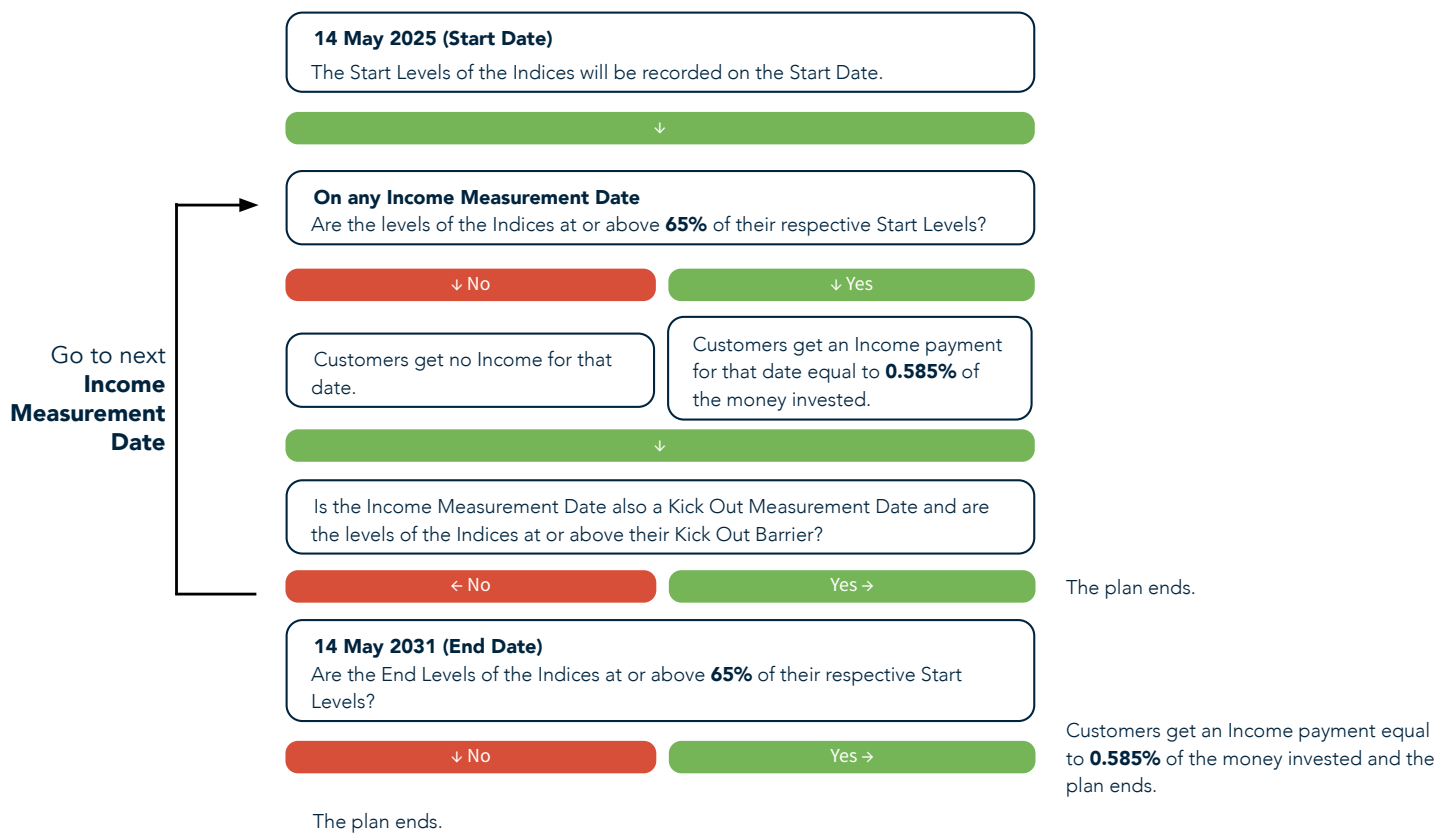 14 May 2025 (Start Date)
The Start Levels of the Indices will be recorded on the Start Date.
↓
On any Income Measurement Date
Are the levels of the Indices at or above 65% of their respective Start Levels?
↓ No
↓ Yes
Go to next
Income
Measurement
Date
Customers get no Income for that
date.
Customers get an Income payment
for that date equal to 0.585% of
the money invested.
↓
Is the Income Measurement Date also a Kick Out Measurement Date and are
the levels of the Indices at or above their Kick Out Barrier?
← No
Yes →
The plan ends.
14 May 2031 (End Date)
Are the End Levels of the Indices at or above 65% of their respective Start
Levels?
↓ No
Yes →
Customers get an Income payment equal
to 0.585% of the money invested and the
plan ends.
The plan ends.